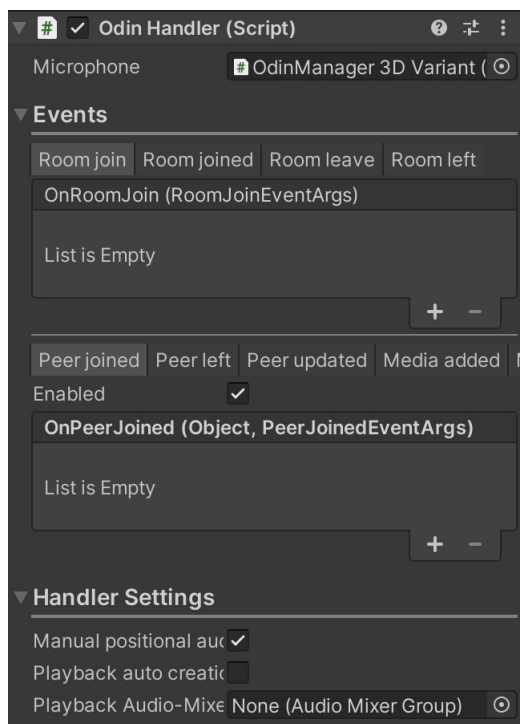 # Odin Handler (Script)
Microphone # OdinManager 3D Variant (
Events
Room join Room joined Room leave Room left
OnRoomJoin (RoomJoinEventArgs)
List is Empty
+ −
Peer joined Peer left Peer updated Media added
Enabled
OnPeerJoined (Object, PeerJoinedEventArgs)
List is Empty
+ −
Handler Settings
Manual positional auc
Playback auto creatic
Playback Audio-Mixe None (Audio Mixer Group)